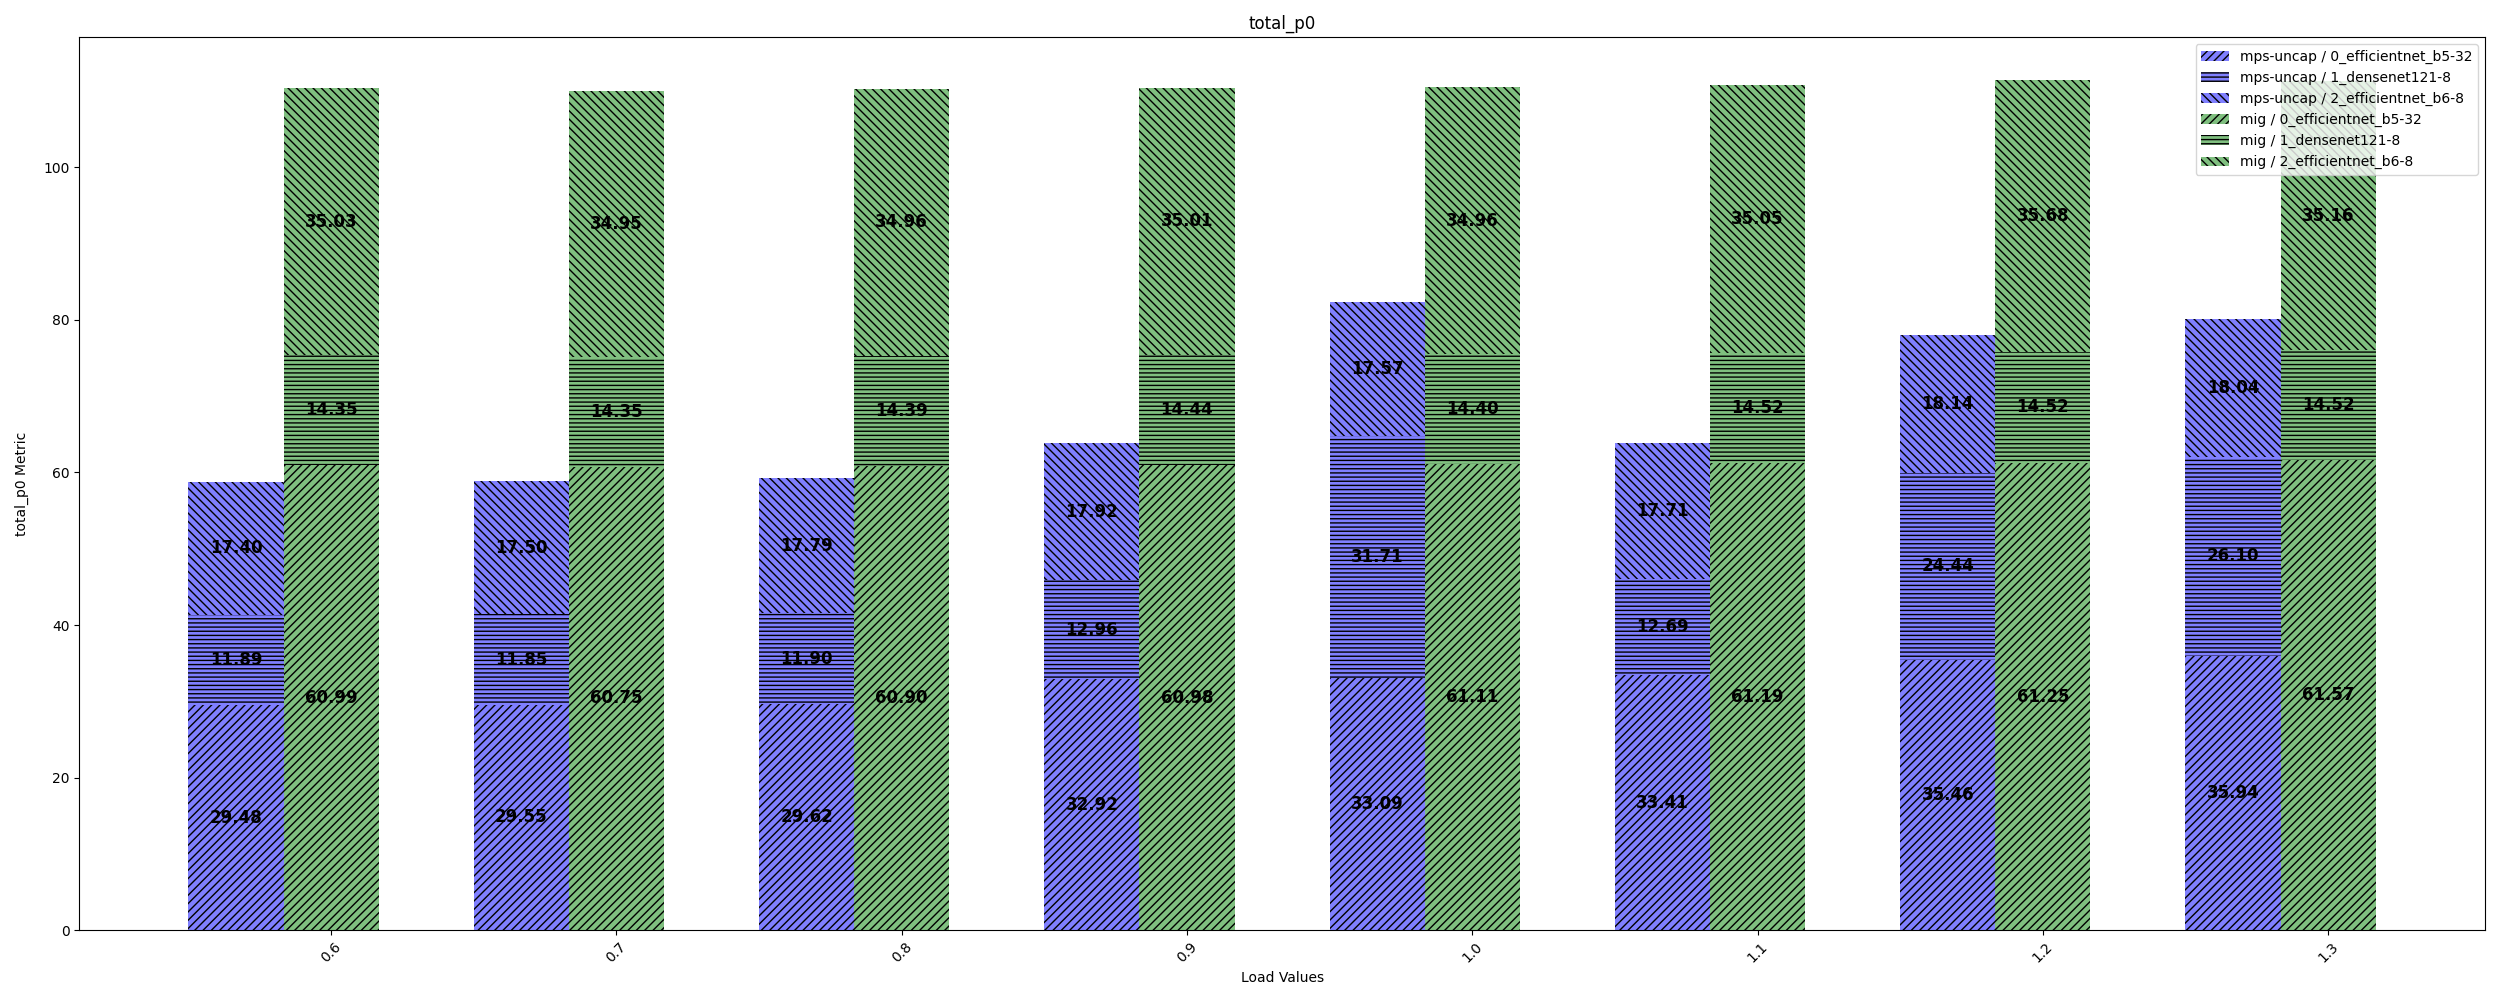 total_p0
mps-uncap / 0_efficientnet_b5-32
mps-uncap / 1_densenet121-8
mps-uncap / 2_efficientnet_b6-8
mig / 0_efficientnet_b5-32
mig / 1_densenet121-8
mig / 2_efficientnet_b6-8
total_p0 Metric
100
80
60
40
20
0
35.03 34.95 34.96 35.01 34.96 35.05 35.68 35.16
14.35 14.35 14.39 14.44 14.40 14.52 14.52 14.52
60.99 60.75 60.90 60.98 61.11 61.19 61.25 61.57
17.40 17.50 17.79 17.92 17.57 17.71 18.14 18.04
11.89 11.85 11.90 12.96 31.71 12.69 24.44 26.10
29.48 29.55 29.62 32.92 33.09 33.41 35.46 35.94
0.6 0.7 0.8 0.9 1.0 1.1 1.2 1.3
Load Values